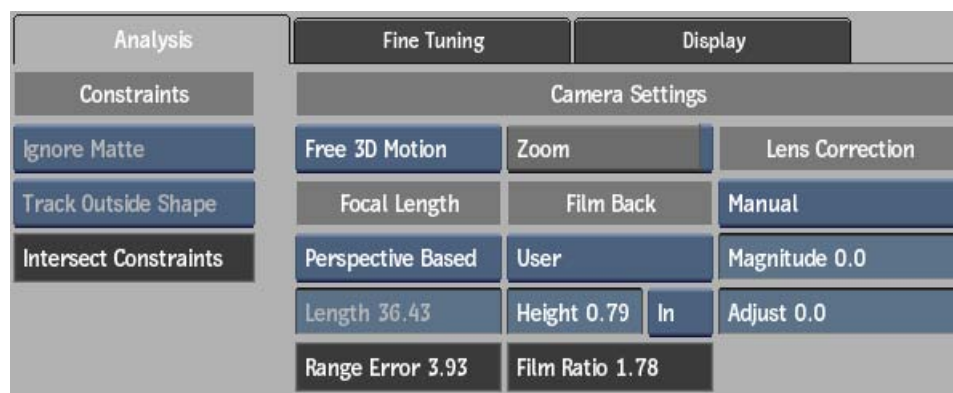 Analysis
Fine Tuning
Display
Constraints
Camera Settings
Ignore Matte
Free 3D Motion
Zoom
Lens Correction
Track Outside Shape
Focal Length
Film Back
Manual
Intersect Constraints
Perspective Based
User
Magnitude 0.0
Length 36.43
Height 0.79
In
Adjust 0.0
Range Error 3.93
Film Ratio 1.78